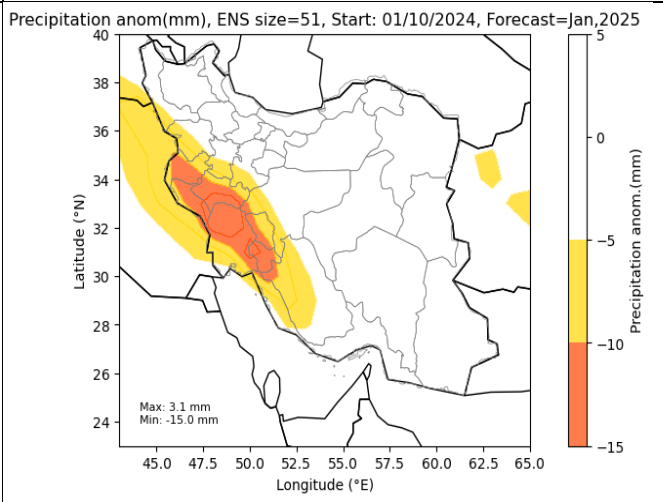 Precipitation anom(mm), ENS size=51, Start: 01/10/2024, Forecast=Jan,2025
40
38
36
34
32
30
28
26
24
Latitude (°N)
Max: 3.1 mm
Min: -15.0 mm
45.0 47.5 50.0 52.5 55.0 57.5 60.0 62.5 65.0
Longitude (°E)
5
0
−5
−10
−15
Precipitation anom.(mm)